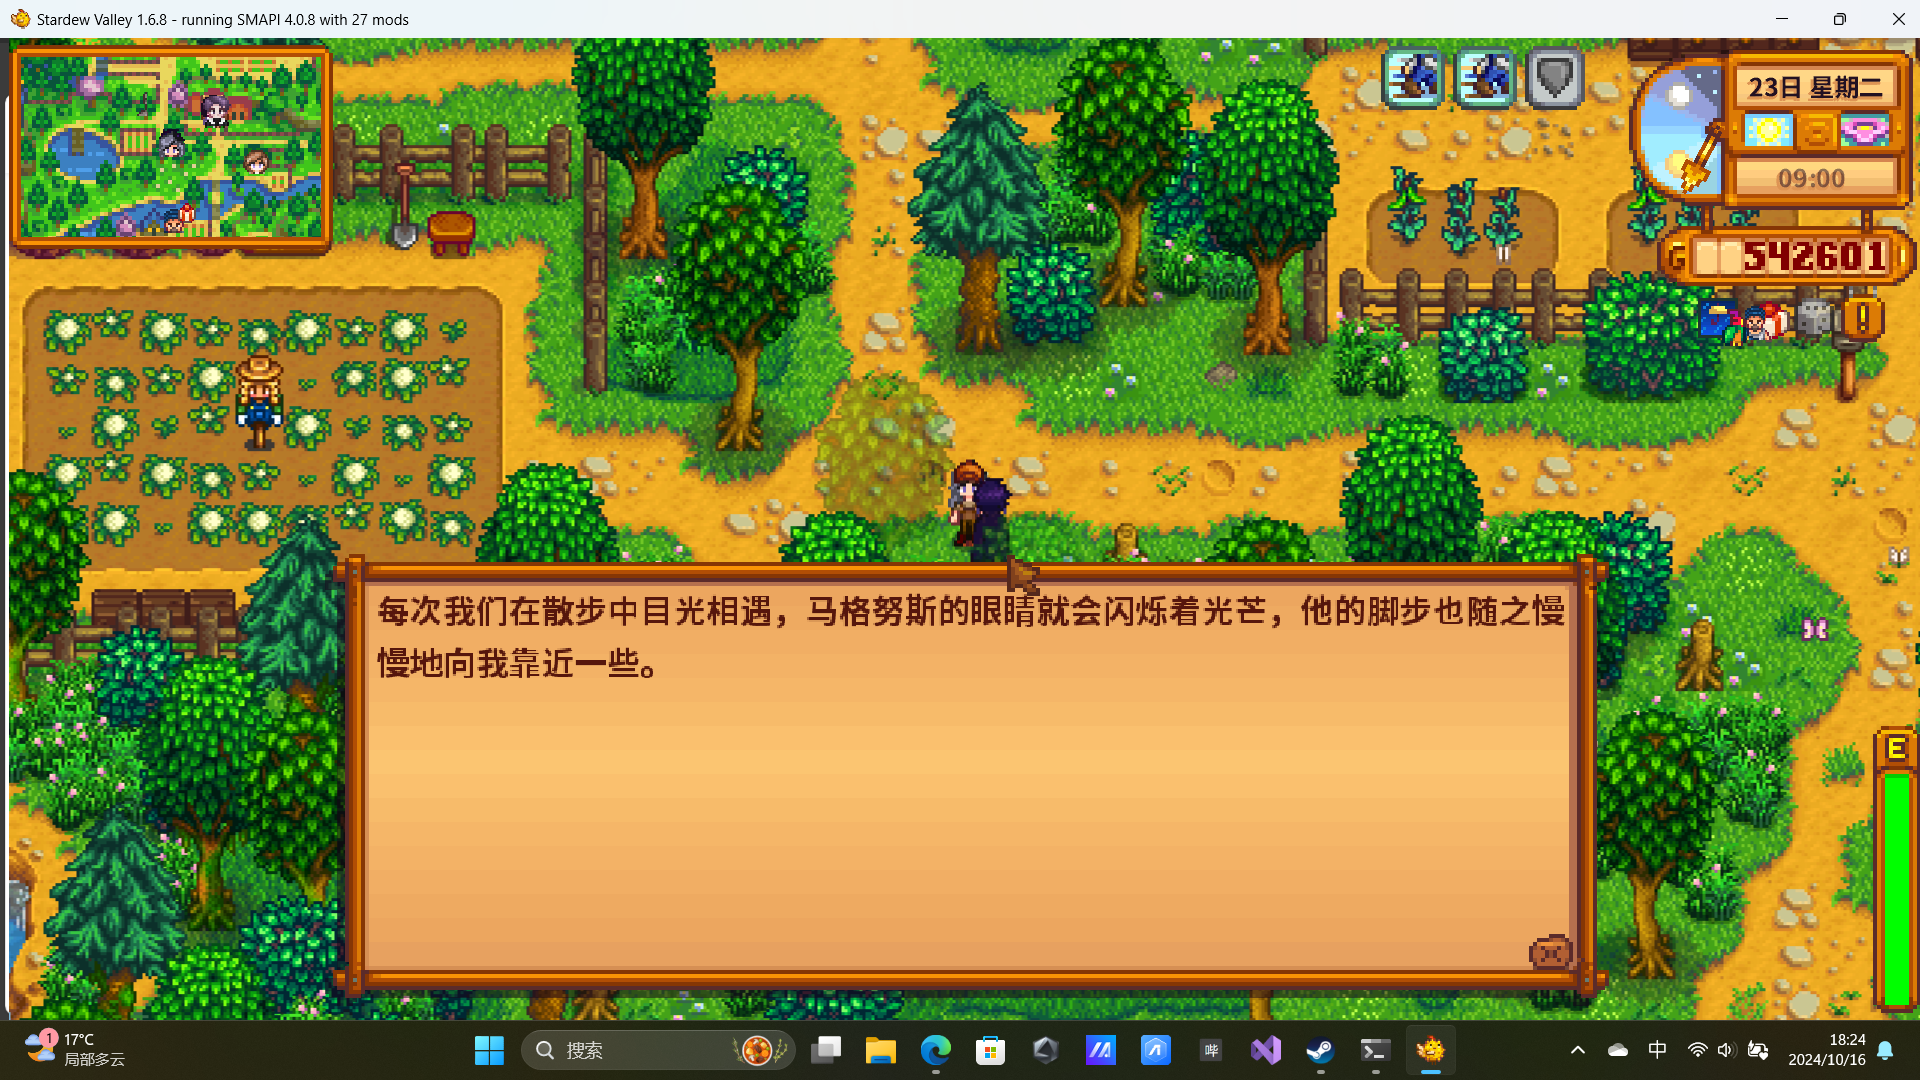 Stardew Valley 1.6.8 - running SMAPI 4.0.8 with 27 mods
23日 星期二
09:00
G 542601
!
每次我们在散步中目光相遇，马格努斯的眼睛就会闪烁着光芒，他的脚步也随之慢
慢地向我靠近一些。
E
1
17°C
局部多云
搜索
哔
中
18:24
2024/10/16